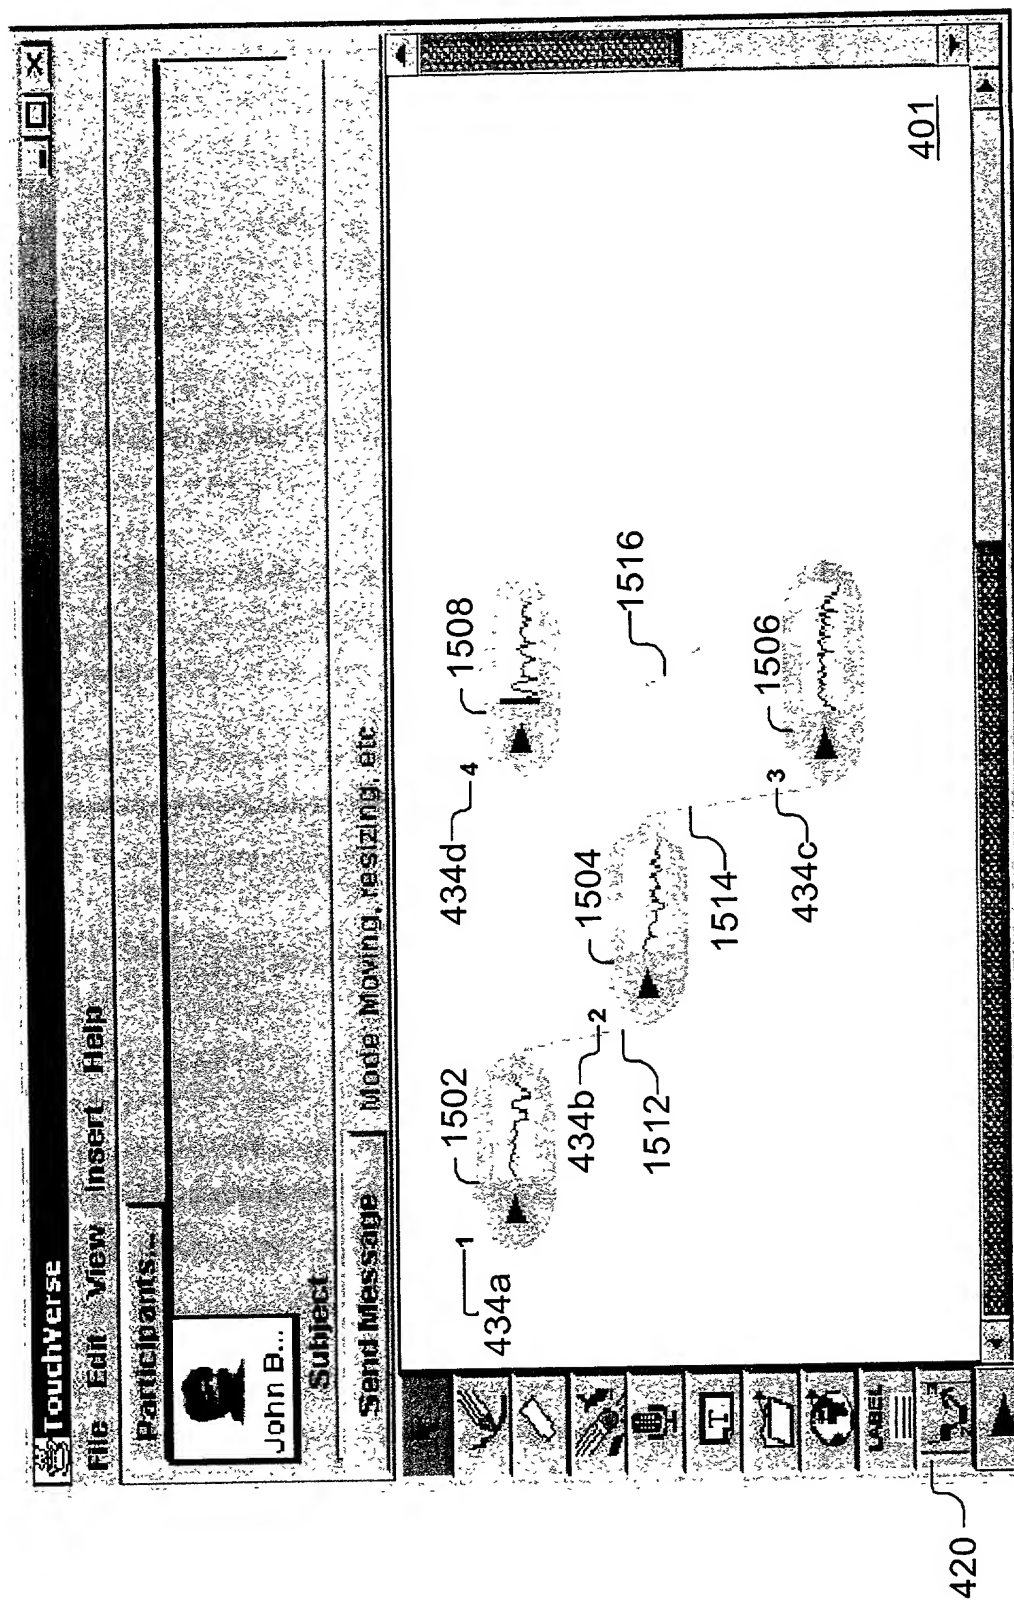 TouchVerse
File Edit View Insert Help
Participants...
John B...
Subject
Send Message Mode: Moving, resizing, etc
LABEL
T
420
401
434a 1
1502
434b 2
1512
1504
1514
434c 3
1506
434d 4
1508
1516